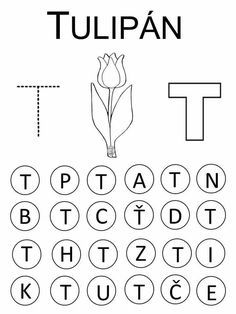 TULIPÁN
T T
T P T A T N
B T C Ť D T
T H T Z T I
K T U T Č E